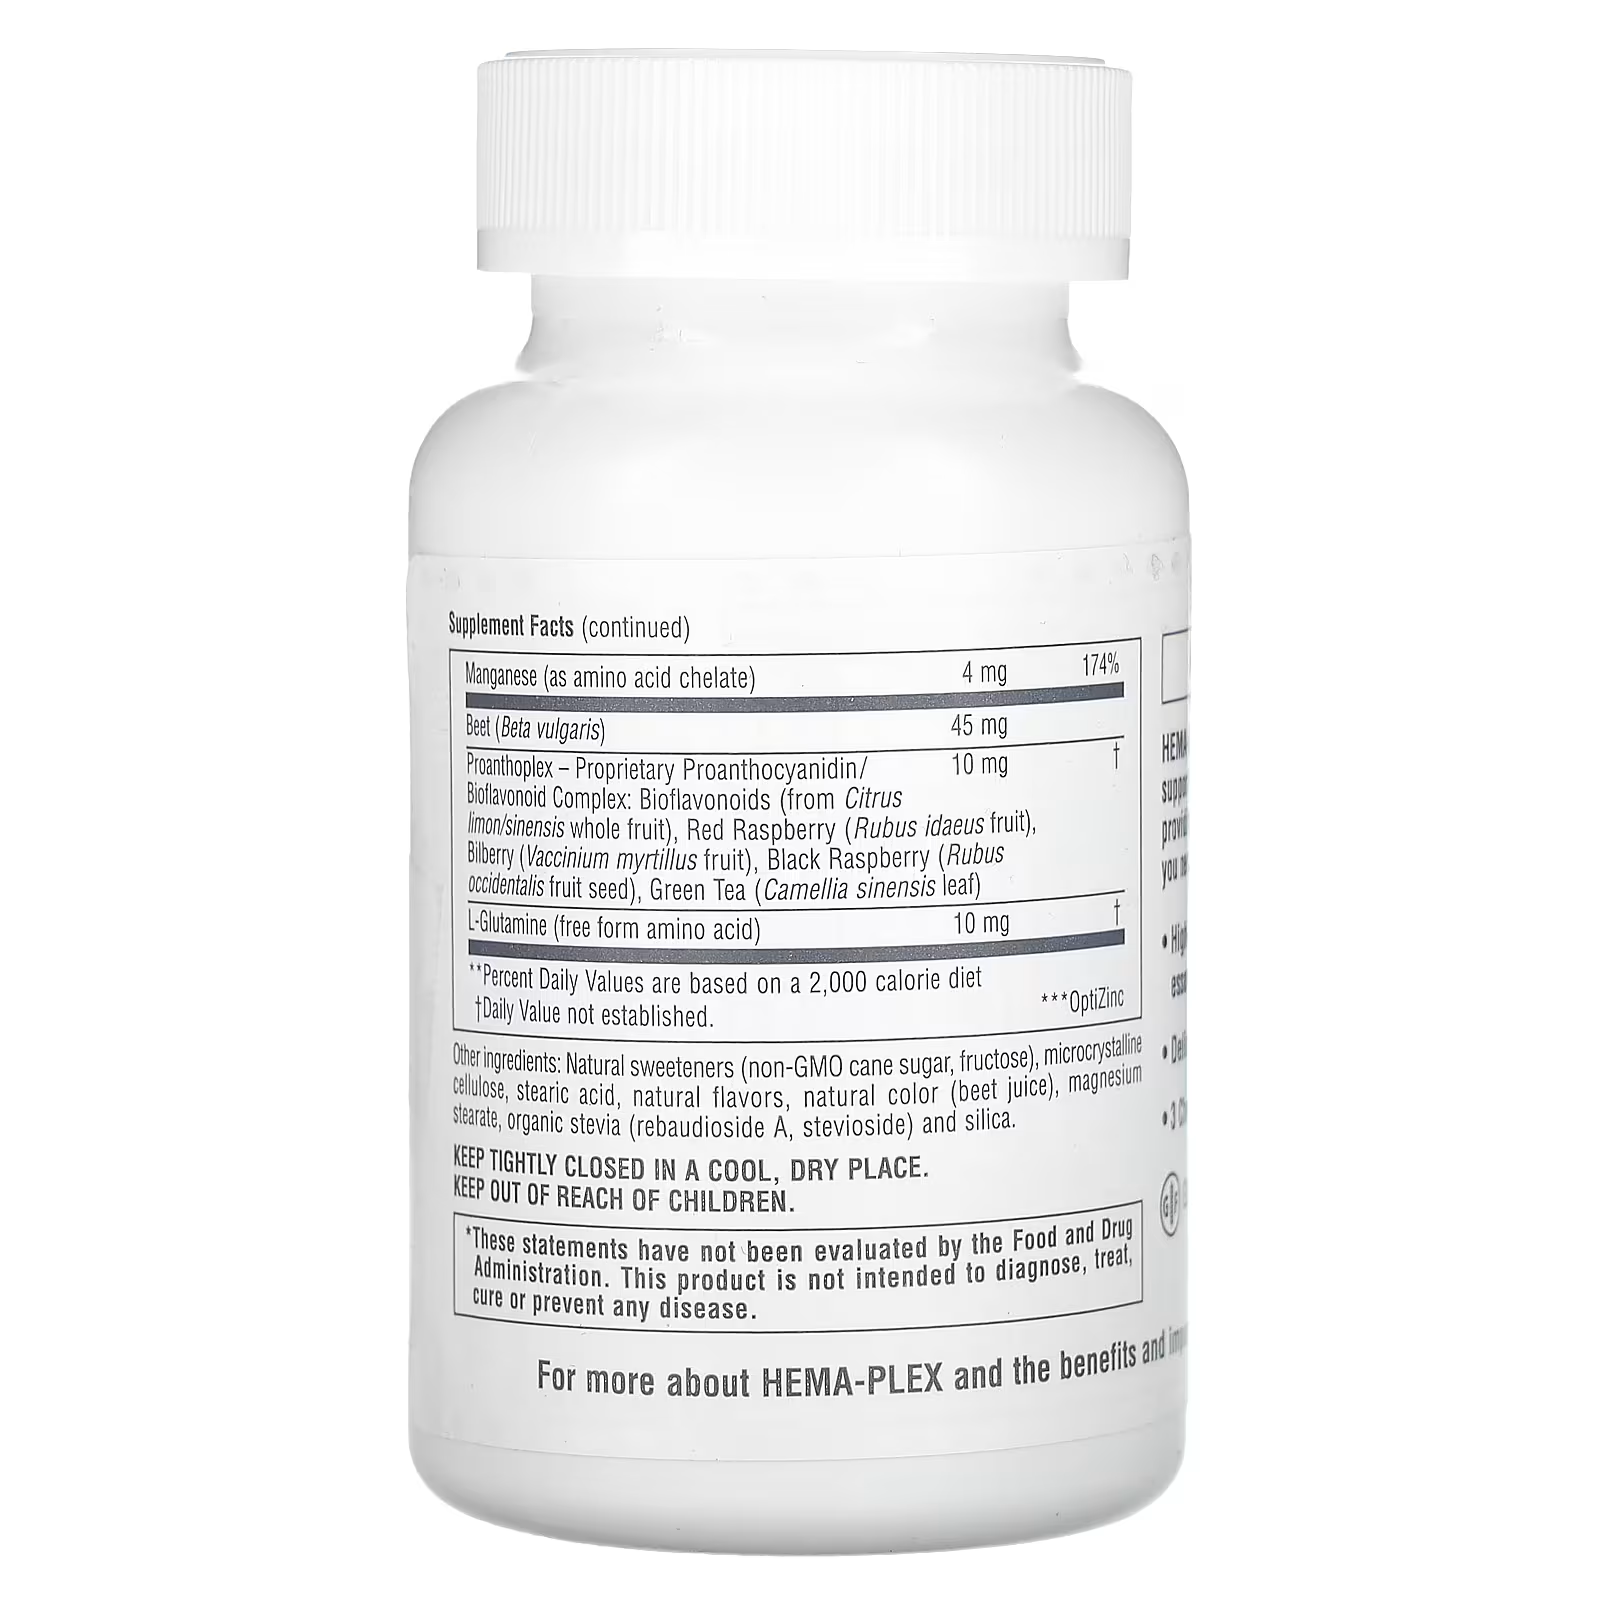 Supplement Facts (continued)
Manganese (as amino acid chelate) 4 mg 174%
Beet (Beta vulgaris) 45 mg
Proanthoplex – Proprietary Proanthocyanidin/ 10 mg †
Bioflavonoid Complex: Bioflavonoids (from Citrus
limon/sinensis whole fruit), Red Raspberry (Rubus idaeus fruit),
Bilberry (Vaccinium myrtillus fruit), Black Raspberry (Rubus
occidentalis fruit seed), Green Tea (Camellia sinensis leaf)
L-Glutamine (free form amino acid) 10 mg †
**Percent Daily Values are based on a 2,000 calorie diet
†Daily Value not established. ***OptiZinc
Other ingredients: Natural sweeteners (non-GMO cane sugar, fructose), microcrystalline
cellulose, stearic acid, natural flavors, natural color (beet juice), magnesium
stearate, organic stevia (rebaudioside A, stevioside) and silica.
KEEP TIGHTLY CLOSED IN A COOL, DRY PLACE.
KEEP OUT OF REACH OF CHILDREN.
*These statements have not been evaluated by the Food and Drug
Administration. This product is not intended to diagnose, treat,
cure or prevent any disease.
For more about HEMA-PLEX and the benefits and
HEMA
you
• 3
GF